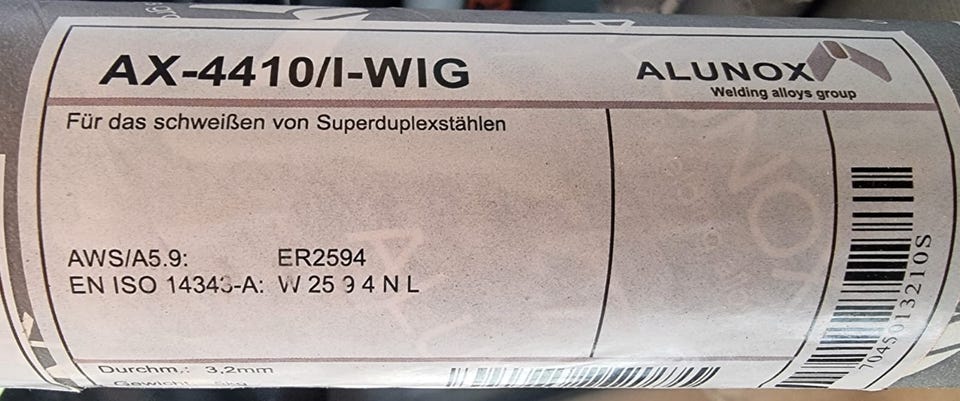 AX-4410/I-WIG
ALUNOX
Welding alloys group
Für das schweißen von Superduplexstählen
AWS/A5.9: ER2594
EN ISO 14343-A: W 25 9 4 N L
Durchm.: 3,2mm
Gewicht
7045013210S